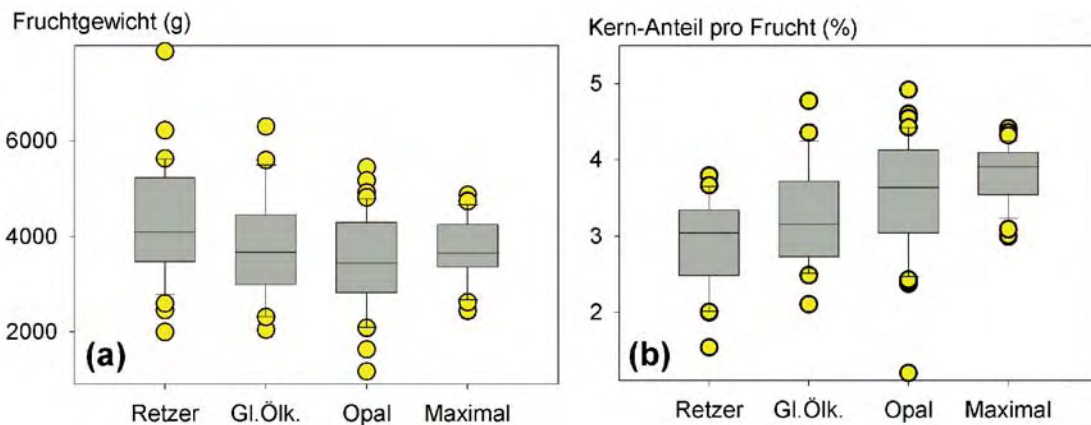 Fruchtgewicht (g)
6000
4000
2000
(a)
Retzer Gl.Ölk. Opal Maximal
Kern-Anteil pro Frucht (%)
5
4
3
2
(b)
Retzer Gl.Ölk. Opal Maximal